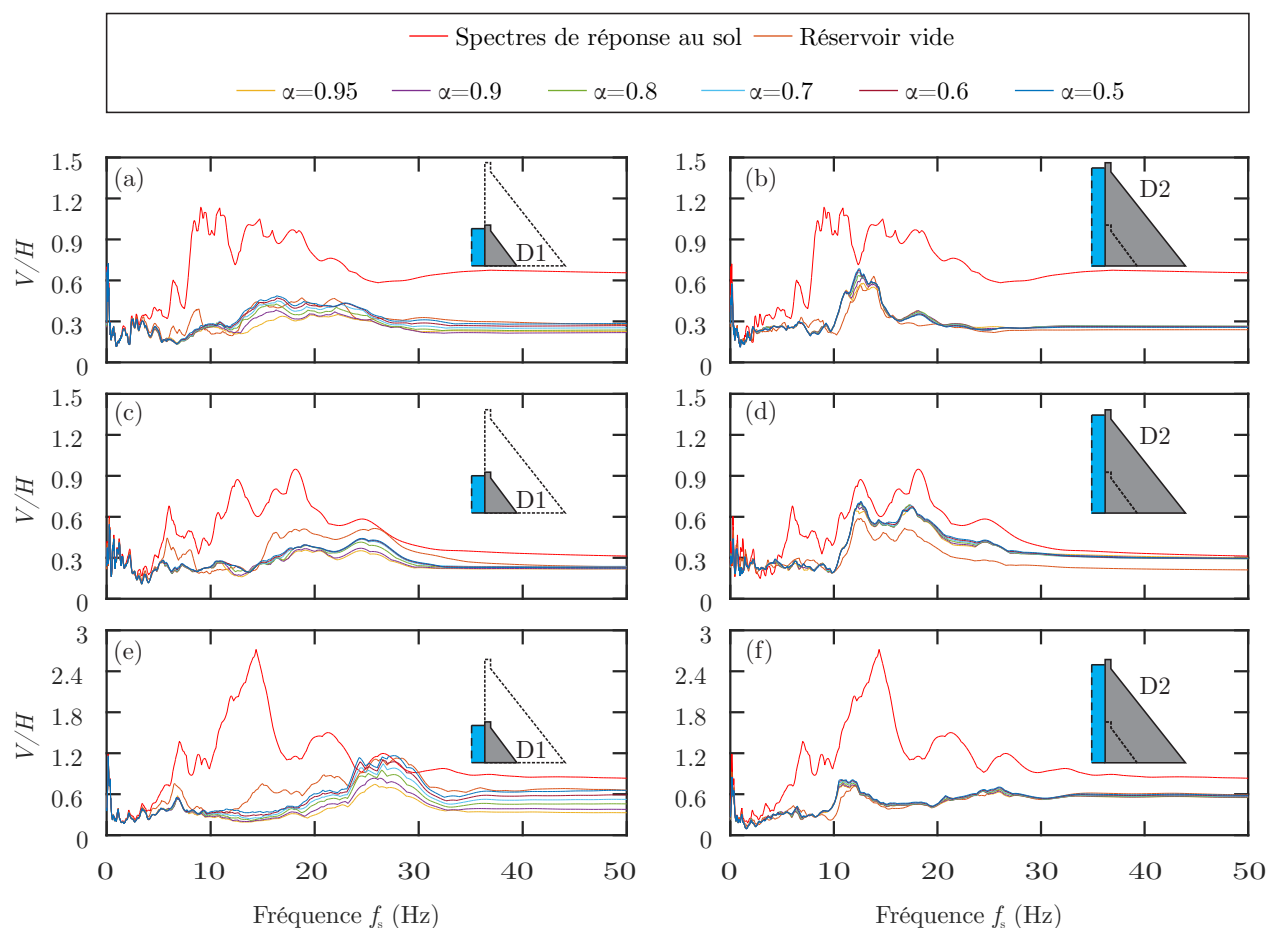 Spectres de réponse au sol Réservoir vide
α=0.95 α=0.9 α=0.8 α=0.7 α=0.6 α=0.5
1.5
1.2
0.9
0.6
0.3
0
V/H
(a)
D1
1.5
1.2
0.9
0.6
0.3
0
(b)
D2
1.5
1.2
0.9
0.6
0.3
0
V/H
(c)
D1
1.5
1.2
0.9
0.6
0.3
0
(d)
D2
3
2.4
1.8
1.2
0.6
0
V/H
(e)
D1
0 10 20 30 40 50
Fréquence fs (Hz)
3
2.4
1.8
1.2
0.6
0
(f)
D2
0 10 20 30 40 50
Fréquence fs (Hz)